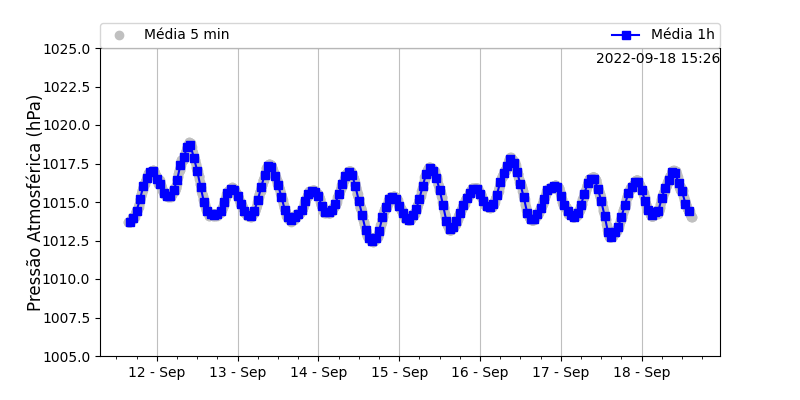 Média 5 min
Média 1h
2022-09-18 15:26
Pressão Atmosférica (hPa)
1025.0
1022.5
1020.0
1017.5
1015.0
1012.5
1010.0
1007.5
1005.0
12 - Sep
13 - Sep
14 - Sep
15 - Sep
16 - Sep
17 - Sep
18 - Sep